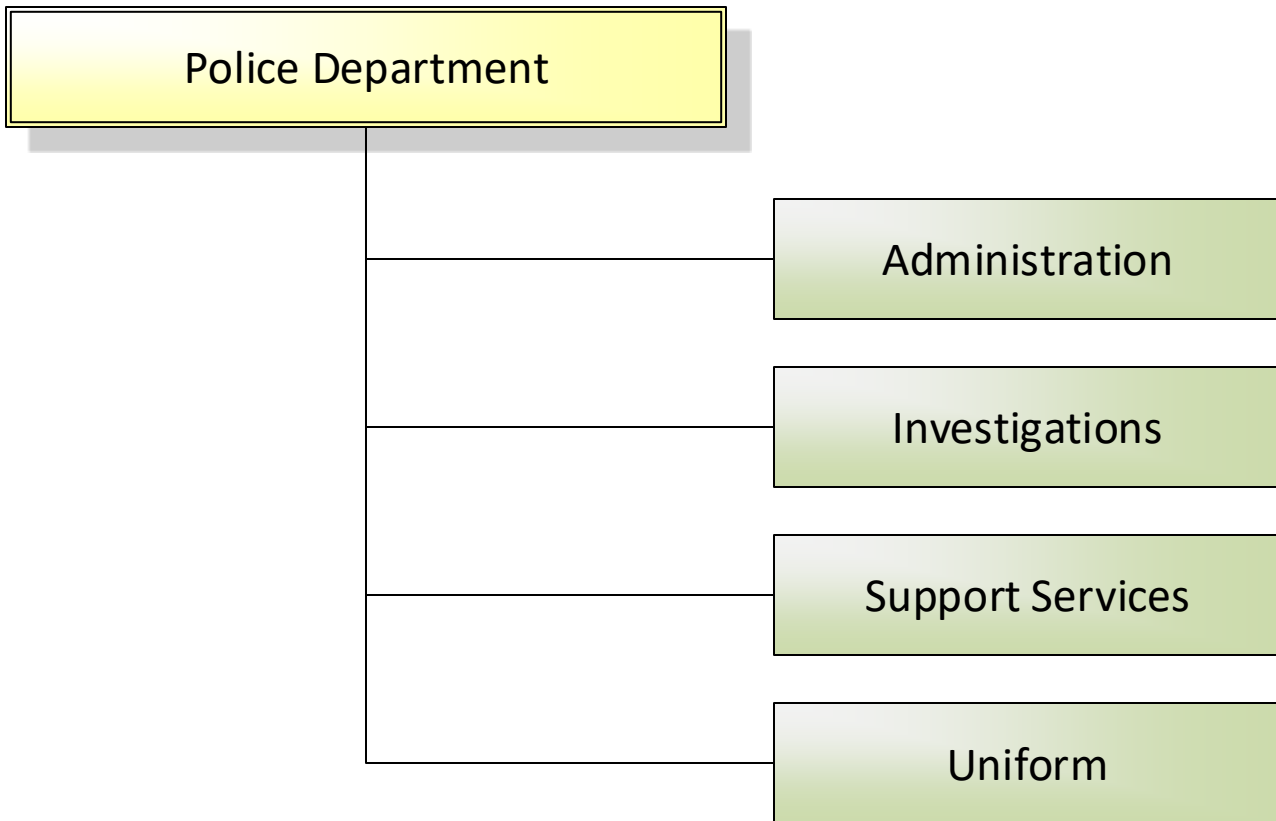 Police Department
Administration
Investigations
Support Services
Uniform